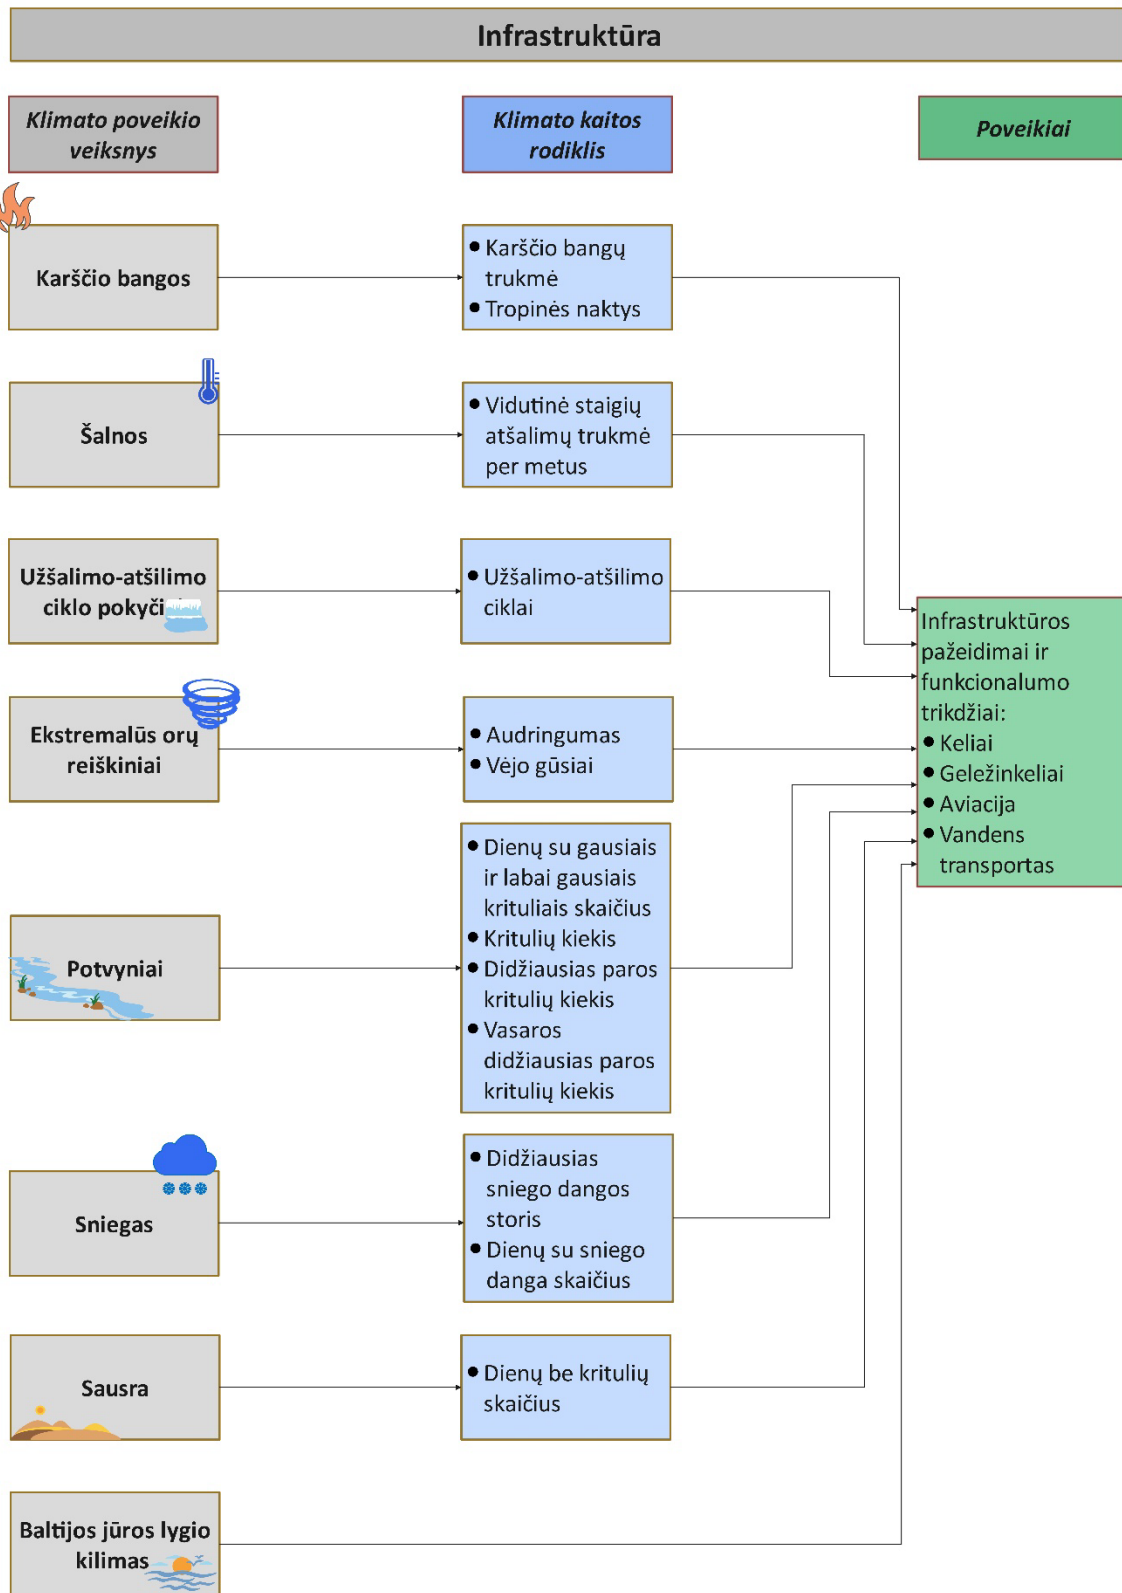 Infrastruktūra
Klimato poveikio
veiksnys
Klimato kaitos
rodiklis
Poveikiai
Karščio bangos
● Karščio bangų
trukmė
● Tropinės naktys
Šalnos
● Vidutinė staigių
atšalimų trukmė
per metus
Užšalimo-atšilimo
ciklo pokyči
● Užšalimo-atšilimo
ciklai
Ekstremalūs orų
reiškiniai
● Audringumas
● Vėjo gūsiai
Infrastruktūros
pažeidimai ir
funkcionalumo
trikdžiai:
● Keliai
● Geležinkeliai
● Aviacija
● Vandens
transportas
Potvyniai
● Dienų su gausiais
ir labai gausiais
krituliais skaičius
● Kritulių kiekis
● Didžiausias paros
kritulių kiekis
● Vasaros
didžiausias paros
kritulių kiekis
Sniegas
● Didžiausias
sniego dangos
storis
● Dienų su sniego
danga skaičius
Sausra
● Dienų be kritulių
skaičius
Baltijos jūros lygio
kilimas